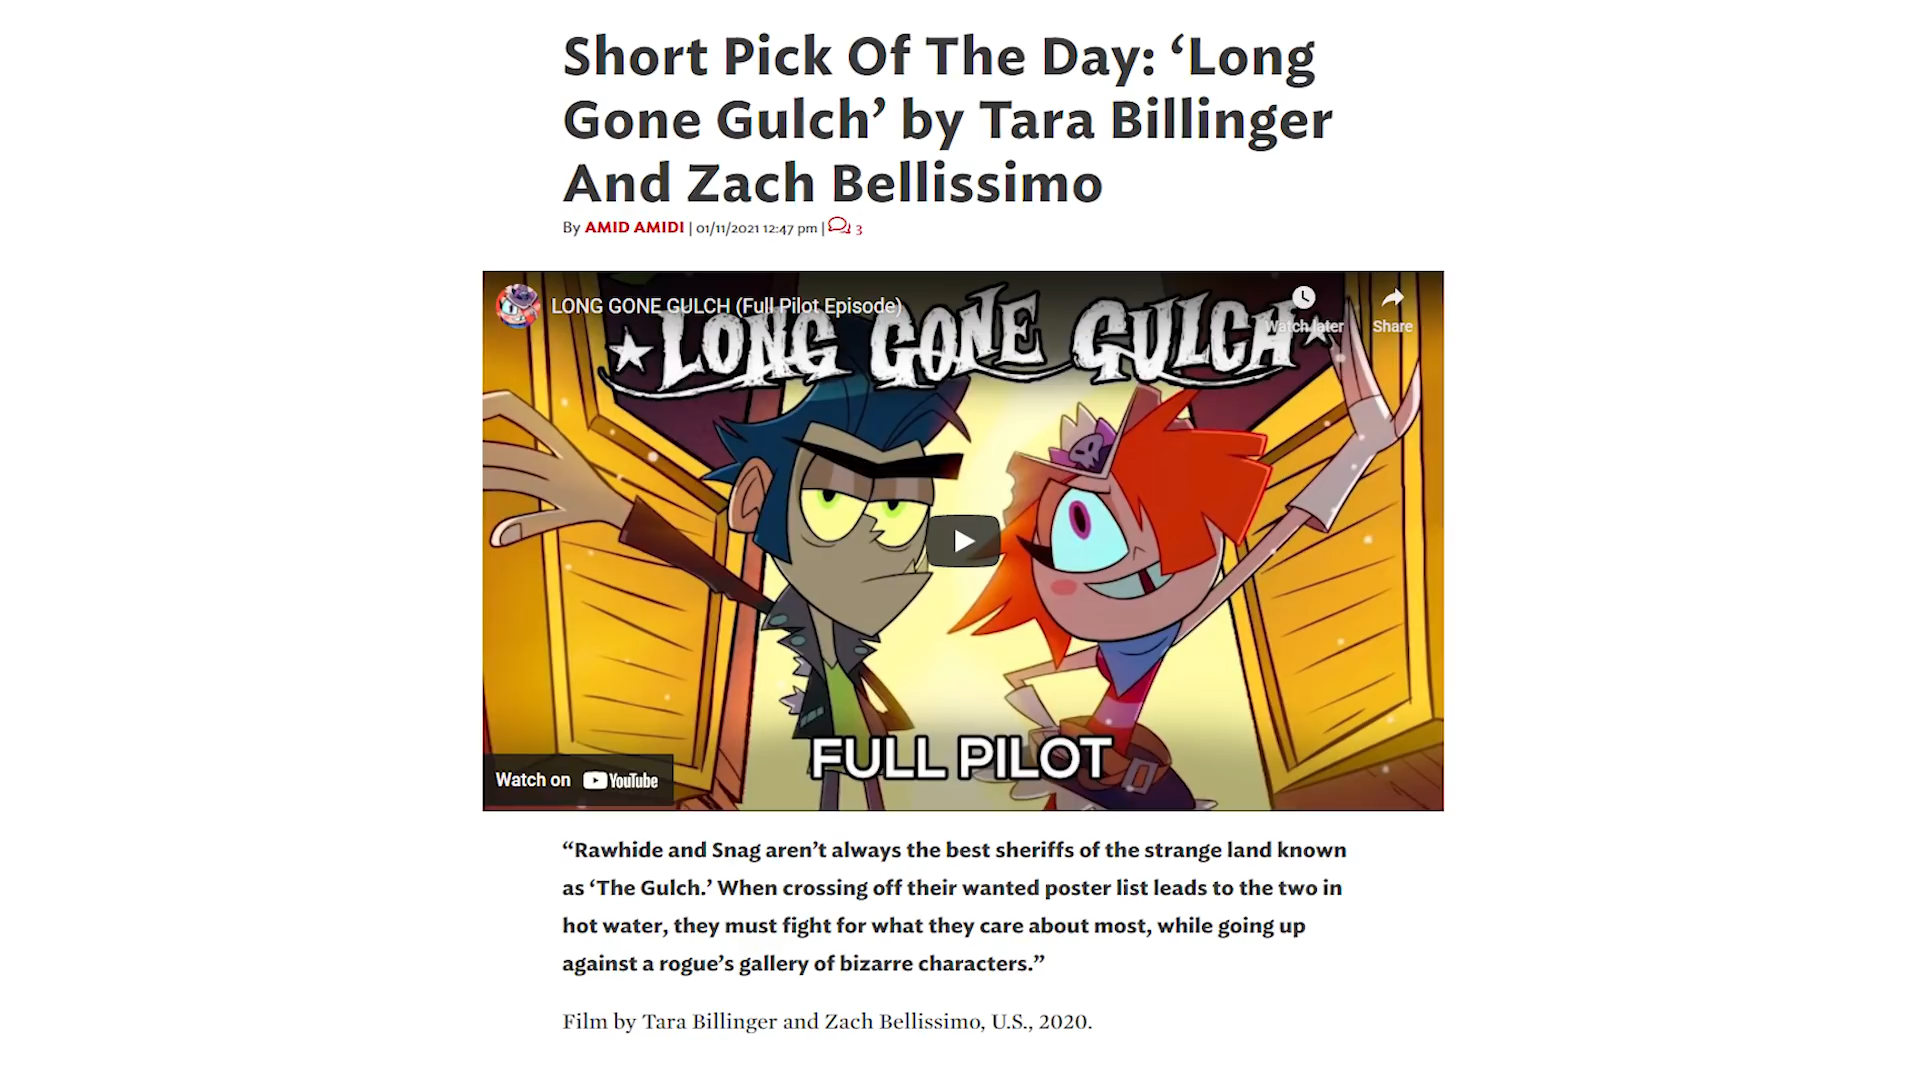 Short Pick Of The Day: ‘Long
Gone Gulch’ by Tara Billinger
And Zach Bellissimo
By AMID AMIDI | 01/11/2021 12:47 pm | 3
LONG GONE GULCH (Full Pilot Episode)
Watch later
Share
LONG GONE GULCH
FULL PILOT
Watch on YouTube
“Rawhide and Snag aren’t always the best sheriffs of the strange land known
as ‘The Gulch.’ When crossing off their wanted poster list leads to the two in
hot water, they must fight for what they care about most, while going up
against a rogue’s gallery of bizarre characters.”
Film by Tara Billinger and Zach Bellissimo, U.S., 2020.